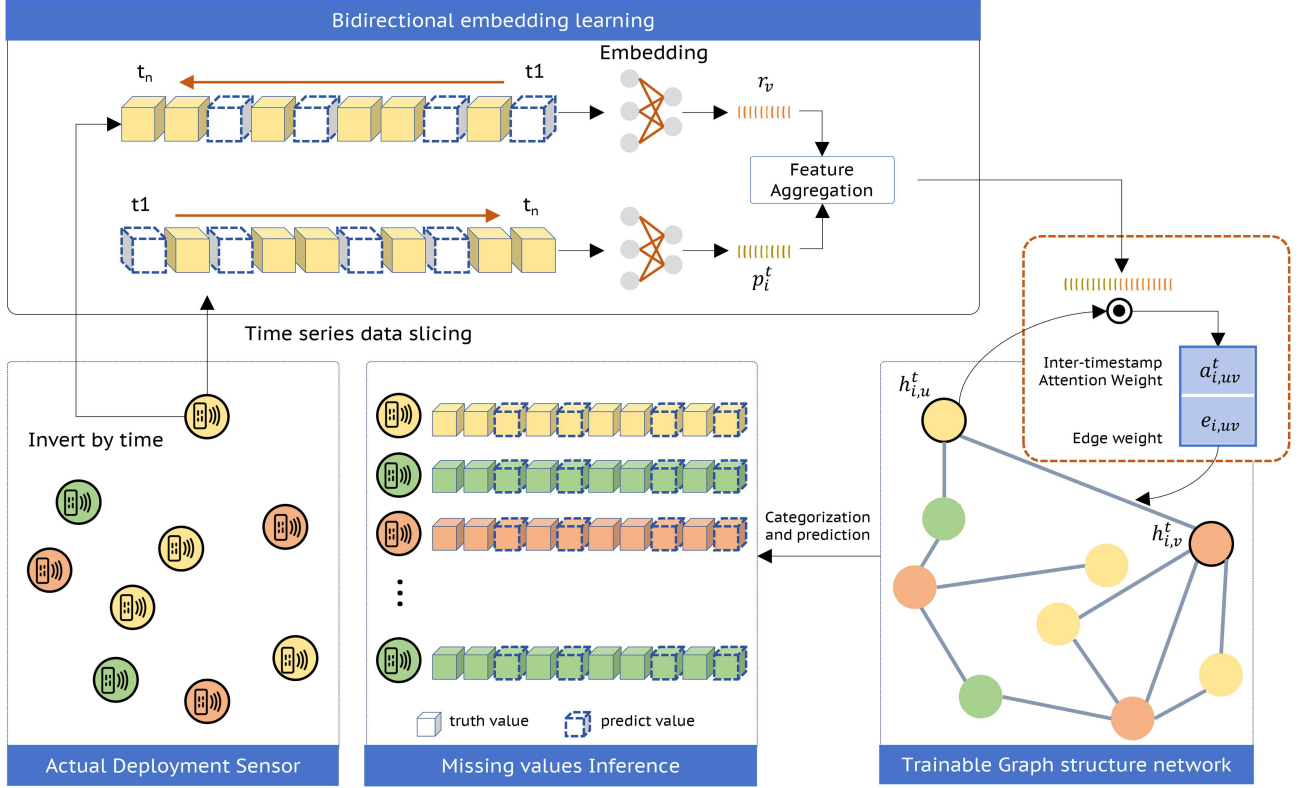 Bidirectional embedding learning
Embedding
t_n
t1
r_v
Feature
Aggregation
t1
t_n
p_i^t
Time series data slicing
Invert by time
Inter-timestamp
Attention Weight
a_{i,uv}^t
Edge weight
e_{i,uv}
h_{i,u}^t
h_{i,v}^t
Categorization
and prediction
⋮
truth value
predict value
Actual Deployment Sensor
Missing values Inference
Trainable Graph structure network